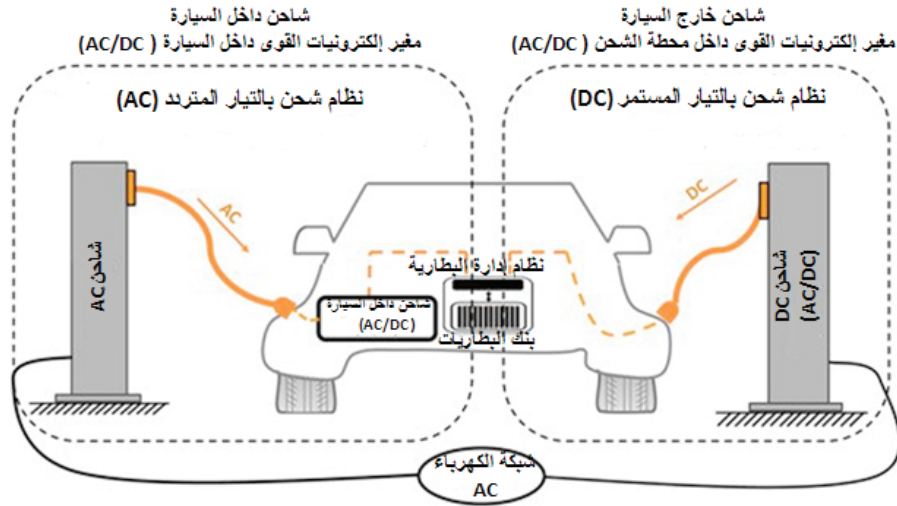 شاحن خارج السيارة
مغير إلكترونيات القوى داخل محطة الشحن ( AC/DC)
نظام شحن بالتيار المستمر (DC)
شاحن داخل السيارة
مغير إلكترونيات القوى داخل السيارة ( AC/DC)
نظام شحن بالتيار المتردد (AC)
DC
AC
شاحن DC
(AC/DC)
شاحن AC
نظام إدارة البطارية
شاحن داخل السيارة
(AC/DC)
بنك البطاريات
شبكة الكهرباء
AC